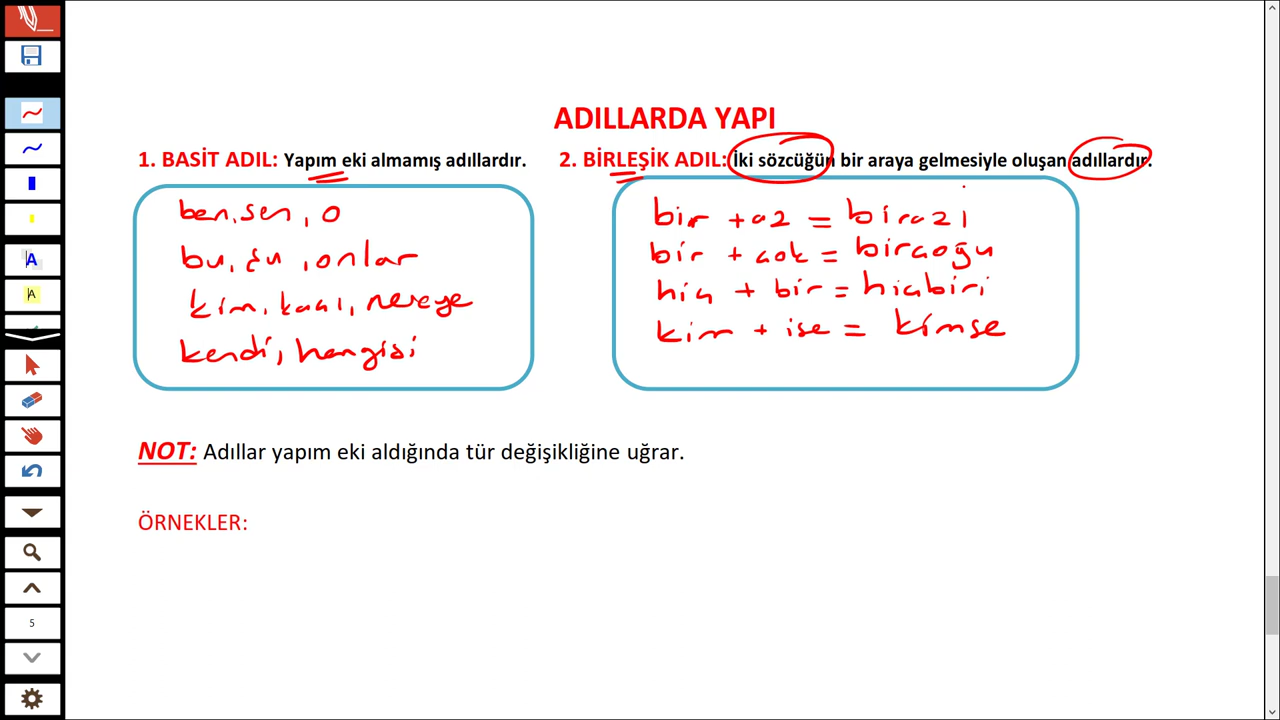 ADILLARDA YAPI
1. BASİT ADIL: Yapım eki almamış adıllardır.
2. BİRLEŞİK ADIL: İki sözcüğün bir araya gelmesiyle oluşan adıllardır.
ben, sen, o
bu, şu, onlar
kim, kaçı, nereye
kendi, hangisi
bir + az = birazı
bir + çok = birçoğu
hiç + bir = hiçbiri
kim + ise = kimse
NOT: Adıllar yapım eki aldığında tür değişikliğine uğrar.
ÖRNEKLER:
A
A
5